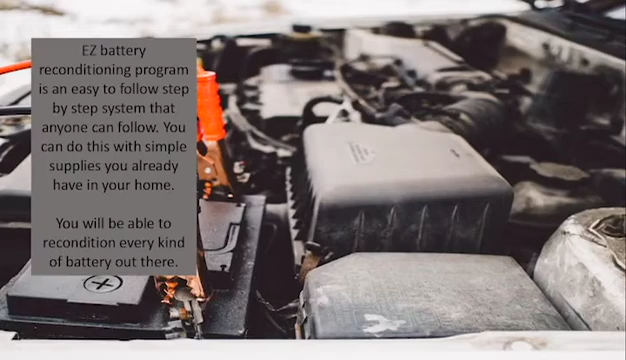 EZ battery
reconditioning program
is an easy to follow step
by step system that
anyone can follow. You
can do this with simple
supplies you already
have in your home.
You will be able to
recondition every kind
of battery out there.